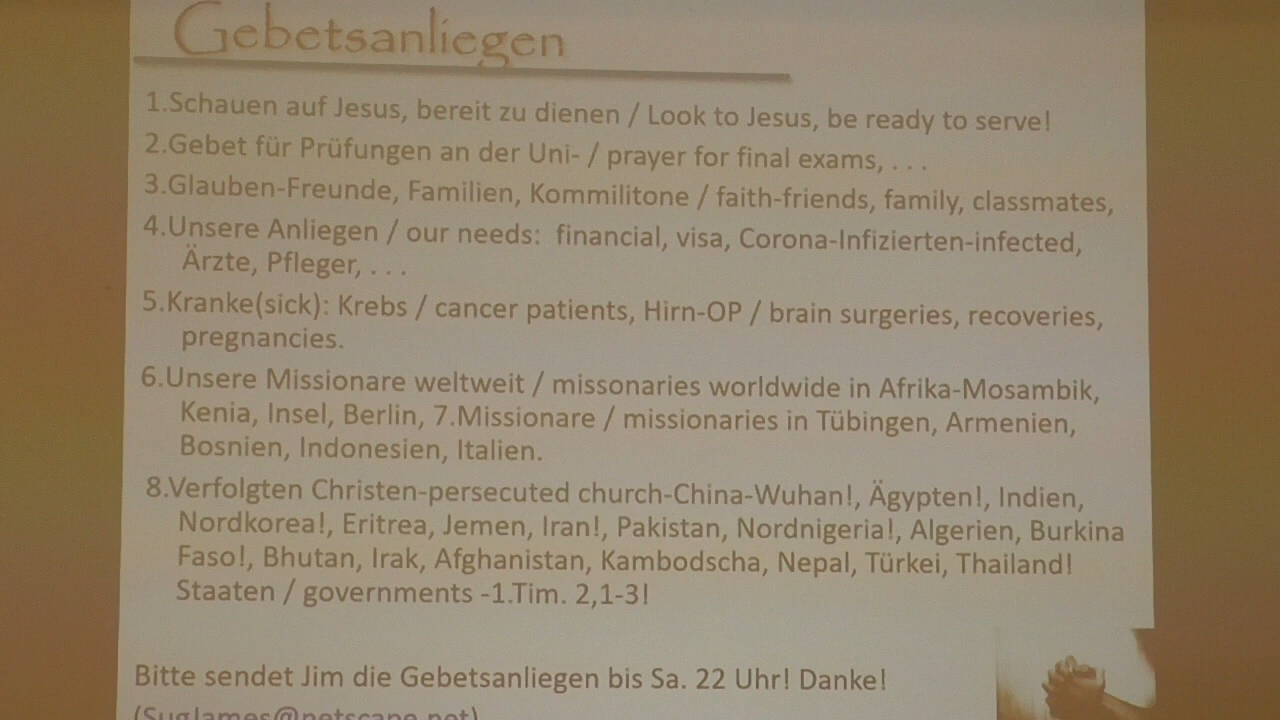 Gebetsanliegen
1.Schauen auf Jesus, bereit zu dienen / Look to Jesus, be ready to serve!
2.Gebet für Prüfungen an der Uni- / prayer for final exams, . . .
3.Glauben-Freunde, Familien, Kommilitone / faith-friends, family, classmates,
4.Unsere Anliegen / our needs:  financial, visa, Corona-Infizierten-infected,
Ärzte, Pfleger, . . .
5.Kranke(sick): Krebs / cancer patients, Hirn-OP / brain surgeries, recoveries,
pregnancies.
6.Unsere Missionare weltweit / missonaries worldwide in Afrika-Mosambik,
Kenia, Insel, Berlin, 7.Missionare / missionaries in Tübingen, Armenien,
Bosnien, Indonesien, Italien.
8.Verfolgten Christen-persecuted church-China-Wuhan!, Ägypten!, Indien,
Nordkorea!, Eritrea, Jemen, Iran!, Pakistan, Nordnigeria!, Algerien, Burkina
Faso!, Bhutan, Irak, Afghanistan, Kambodscha, Nepal, Türkei, Thailand!
Staaten / governments -1.Tim. 2,1-3!
Bitte sendet Jim die Gebetsanliegen bis Sa. 22 Uhr! Danke!